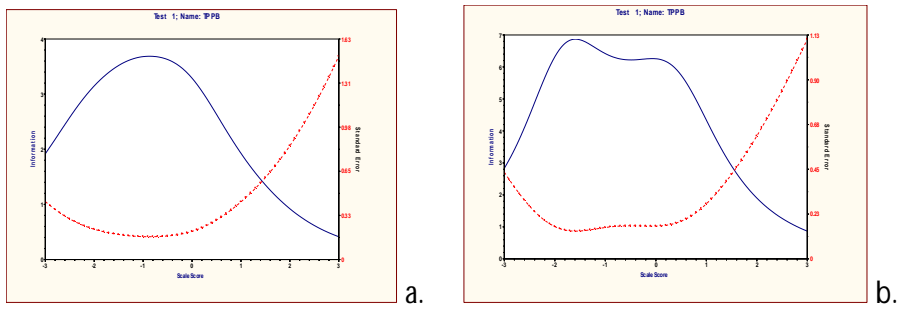 Test 1; Name: TPPB
4
3
2
1
0
Information
1.63
1.31
0.98
0.65
0.33
0
Standard Error
-3 -2 -1 0 1 2 3
Scale Score
a.
Test 1; Name: TPPB
7
6
5
4
3
2
1
0
Information
1.13
0.90
0.68
0.45
0.23
0
Standard Error
-3 -2 -1 0 1 2 3
Scale Score
b.